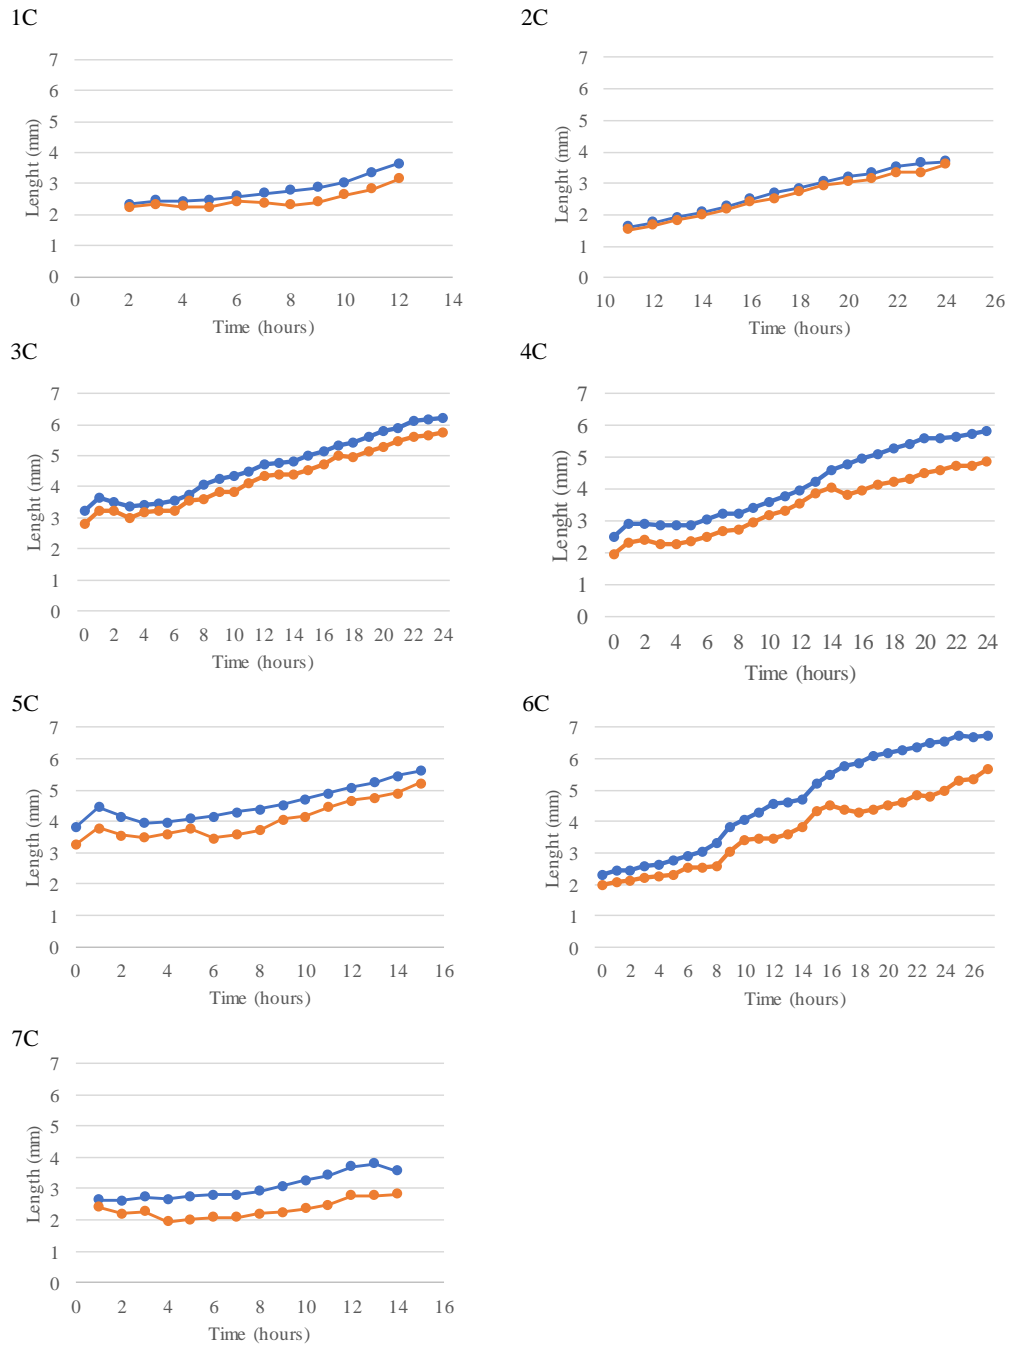 1C
7
6
5
4
3
2
1
0
Lenght (mm)
0 2 4 6 8 10 12 14
Time (hours)
2C
7
6
5
4
3
2
1
0
Lenght (mm)
10 12 14 16 18 20 22 24 26
Time (hours)
3C
7
6
5
4
3
2
1
0
Lenght (mm)
0 2 4 6 8 10 12 14 16 18 20 22 24
Time (hours)
4C
7
6
5
4
3
2
1
0
Lenght (mm)
0 2 4 6 8 10 12 14 16 18 20 22 24
Time (hours)
5C
7
6
5
4
3
2
1
0
Length (mm)
0 2 4 6 8 10 12 14 16
Time (hours)
6C
7
6
5
4
3
2
1
0
Lenght (mm)
0 2 4 6 8 10 12 14 16 18 20 22 24 26
Time (hours)
7C
7
6
5
4
3
2
1
0
Length (mm)
0 2 4 6 8 10 12 14 16
Time (hours)